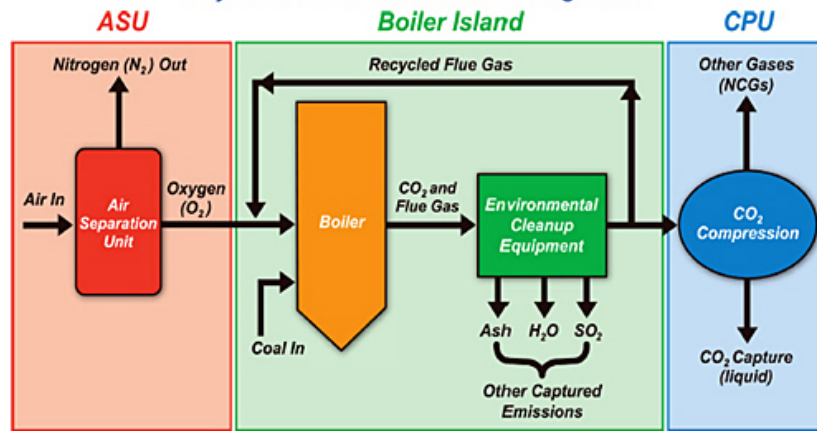 ASU
Boiler Island
CPU
Nitrogen (N₂) Out
Recycled Flue Gas
Other Gases
(NCGs)
Air In
Air
Separation
Unit
Oxygen
(O₂)
Boiler
CO₂ and
Flue Gas
Environmental
Cleanup
Equipment
CO₂
Compression
Coal In
Ash
H₂O
SO₂
Other Captured
Emissions
CO₂ Capture
(liquid)